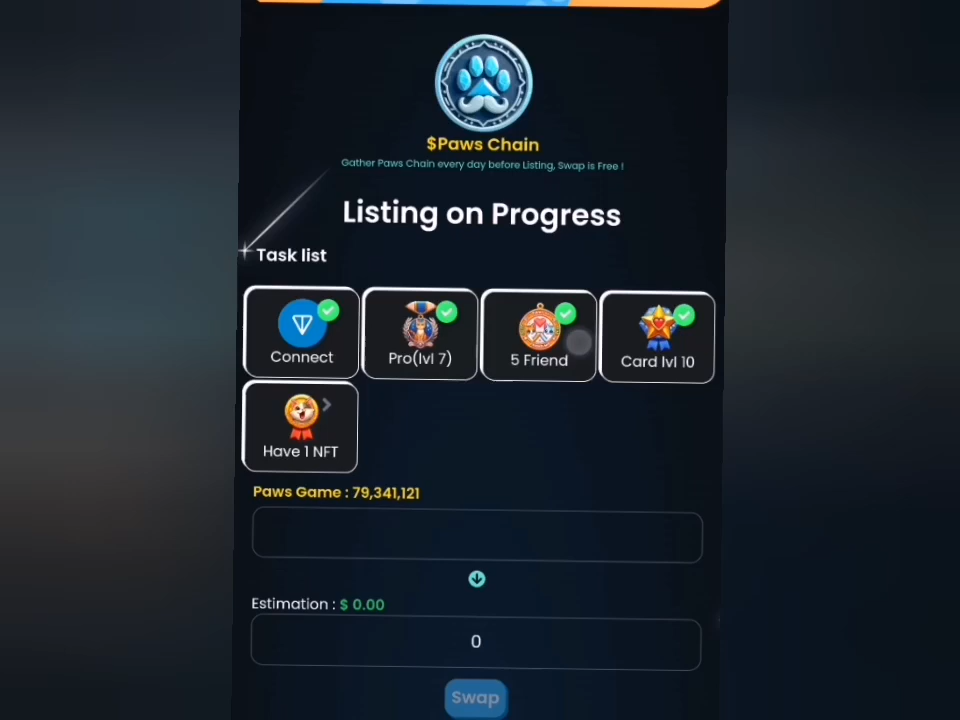 $Paws Chain
Gather Paws Chain every day before Listing, Swap is Free !
Listing on Progress
Task list
Connect
Pro(lvl 7)
5 Friend
Card lvl 10
Have 1 NFT
Paws Game : 79,341,121
Estimation : $ 0.00
0
Swap